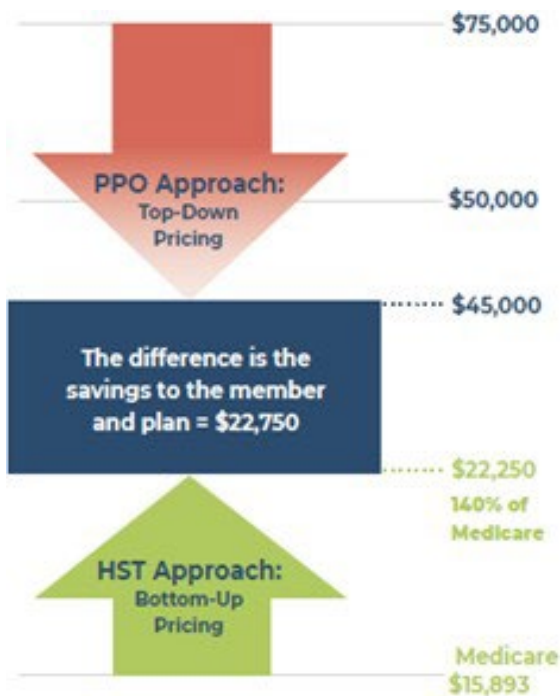 $75,000
PPO Approach:
Top-Down
Pricing
$50,000
$45,000
The difference is the
savings to the member
and plan = $22,750
$22,250
140% of
Medicare
HST Approach:
Bottom-Up
Pricing
Medicare
$15,893